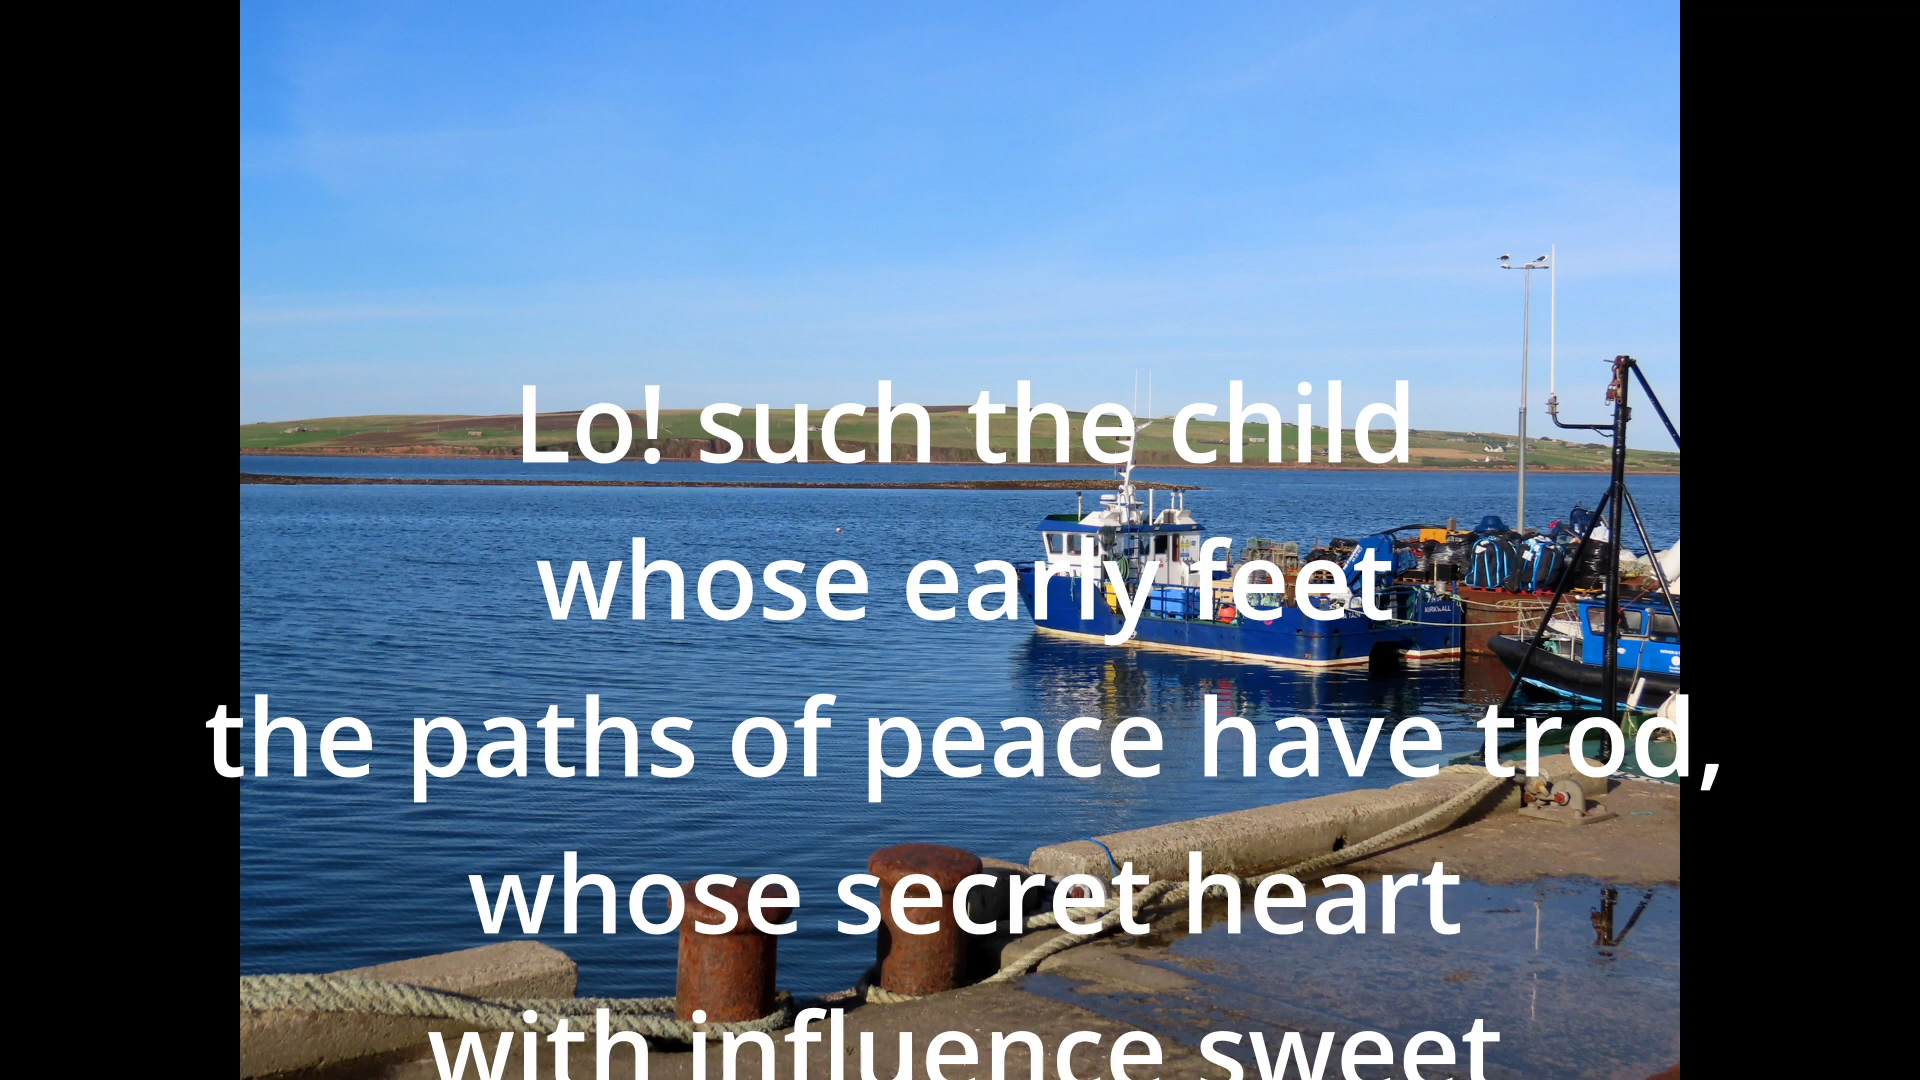 Lo! such the child
whose early feet
KIRKWALL
the paths of peace have trod,
whose secret heart
with influence sweet